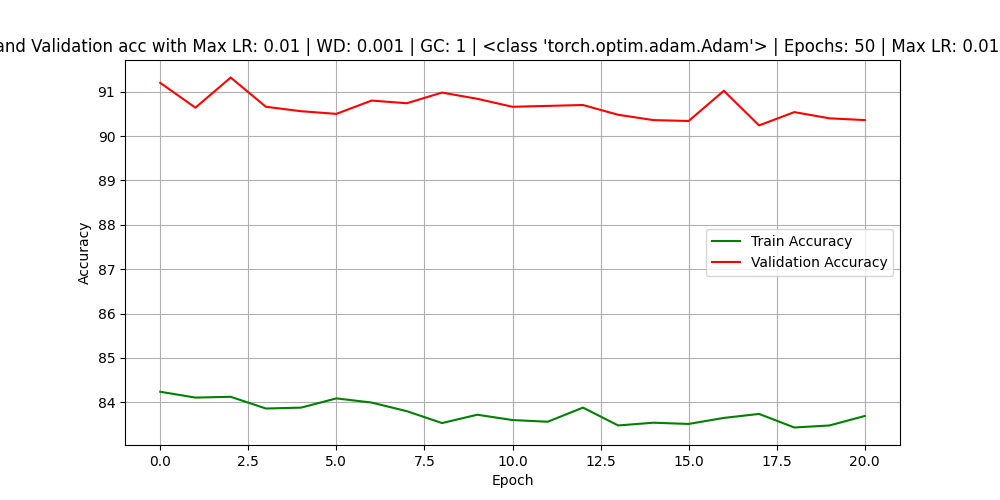 and Validation acc with Max LR: 0.01 | WD: 0.001 | GC: 1 | <class 'torch.optim.adam.Adam'> | Epochs: 50 | Max LR: 0.01
91
90
89
88
87
86
85
84
Accuracy
Train Accuracy
Validation Accuracy
0.0 2.5 5.0 7.5 10.0 12.5 15.0 17.5 20.0
Epoch